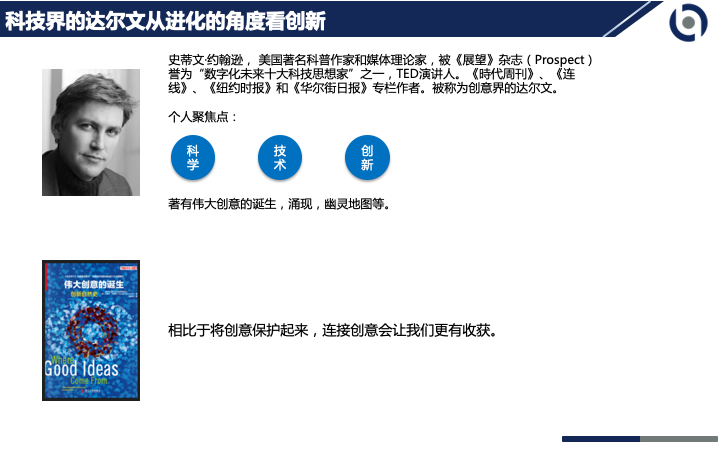 科技界的达尔文从进化的角度看创新
史蒂文·约翰逊， 美国著名科普作家和媒体理论家，被《展望》杂志（Prospect）
誉为“数字化未来十大科技思想家”之一，TED演讲人。《時代周刊》、《连
线》、《纽约时报》和《华尔街日报》专栏作者。被称为创意界的达尔文。
个人聚焦点：
科学
技术
创新
著有伟大创意的诞生，涌现，幽灵地图等。
伟大创意的诞生
创新自然史
Where
Good Ideas
Come From
相比于将创意保护起来，连接创意会让我们更有收获。